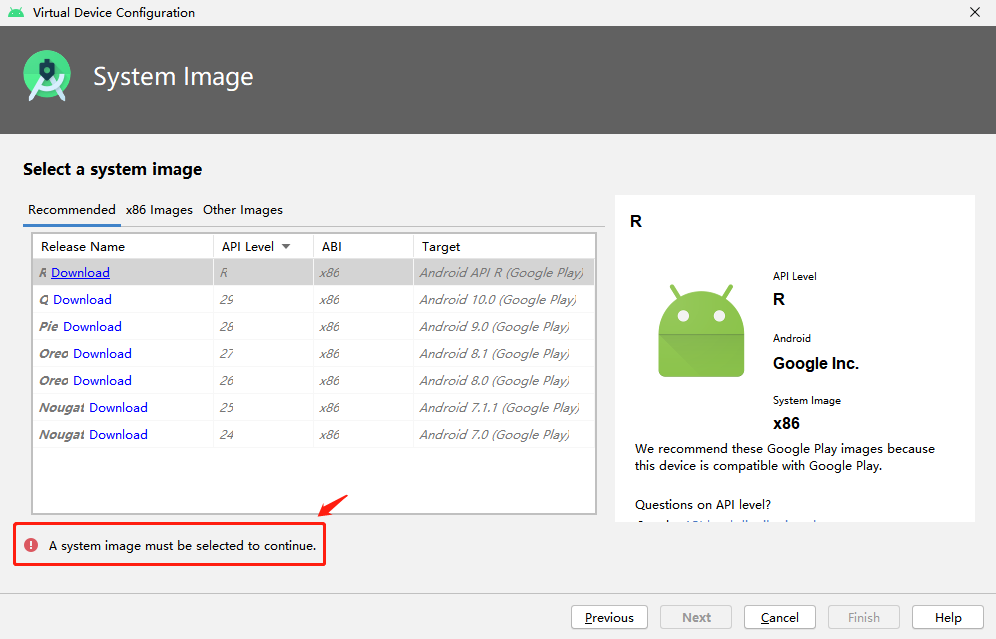 Virtual Device Configuration
System Image
Select a system image
Recommended x86 Images Other Images
Release Name API Level ABI Target
R Download R x86 Android API R (Google Play)
Q Download 29 x86 Android 10.0 (Google Play)
Pie Download 28 x86 Android 9.0 (Google Play)
Oreo Download 27 x86 Android 8.1 (Google Play)
Oreo Download 26 x86 Android 8.0 (Google Play)
Nougat Download 25 x86 Android 7.1.1 (Google Play)
Nougat Download 24 x86 Android 7.0 (Google Play)
R
API Level
R
Android
Google Inc.
System Image
x86
We recommend these Google Play images because
this device is compatible with Google Play.
Questions on API level?
A system image must be selected to continue.
Previous Next Cancel Finish Help